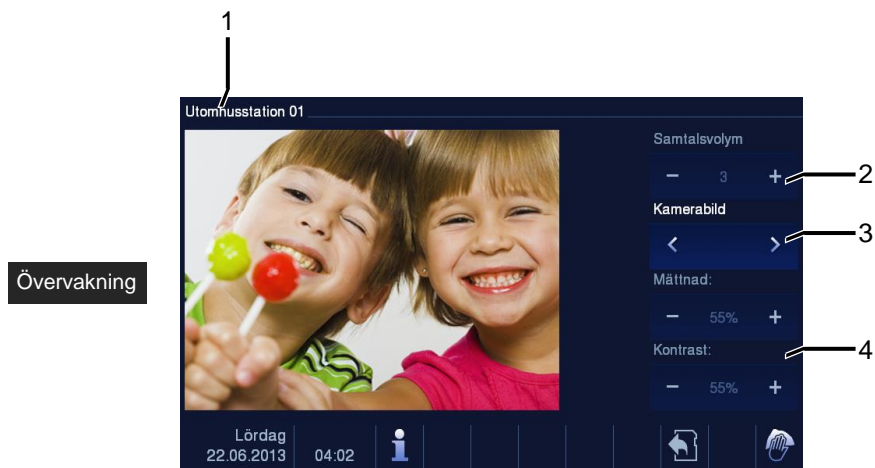 1
Utomhusstation 01
Samtalsvolym
− 3 +
2
Kamerabild
< >
3
Övervakning
Mättnad:
− 55% +
Kontrast:
4
− 55% +
Lördag
22.06.2013
04:02
i